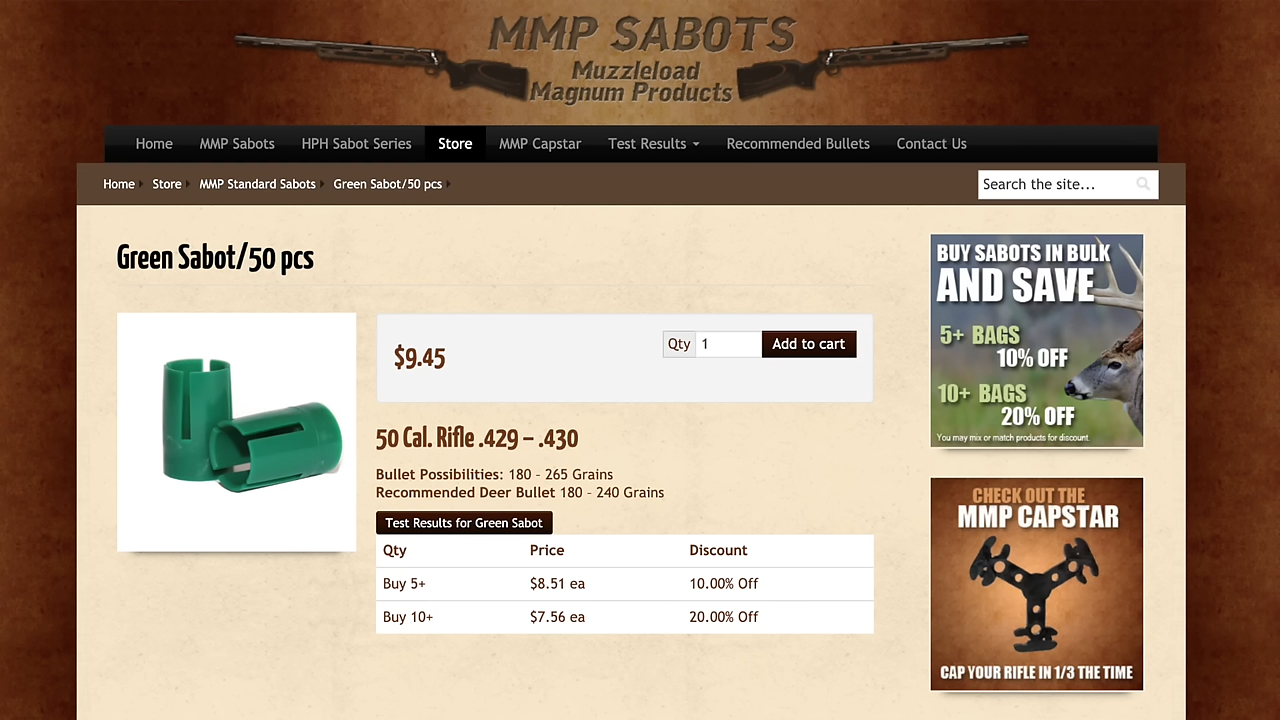 MMP SABOTS
Muzzleload
Magnum Products
Home MMP Sabots HPH Sabot Series Store MMP Capstar Test Results Recommended Bullets Contact Us
Home Store MMP Standard Sabots Green Sabot/50 pcs
Search the site...
Green Sabot/50 pcs
$9.45
Qty 1 Add to cart
50 Cal. Rifle .429 – .430
Bullet Possibilities: 180 - 265 Grains
Recommended Deer Bullet 180 - 240 Grains
Test Results for Green Sabot
Qty Price Discount
Buy 5+ $8.51 ea 10.00% Off
Buy 10+ $7.56 ea 20.00% Off
BUY SABOTS IN BULK
AND SAVE
5+ BAGS
10% OFF
10+ BAGS
20% OFF
You may mix or match products for discount.
CHECK OUT THE
MMP CAPSTAR
CAP YOUR RIFLE IN 1/3 THE TIME